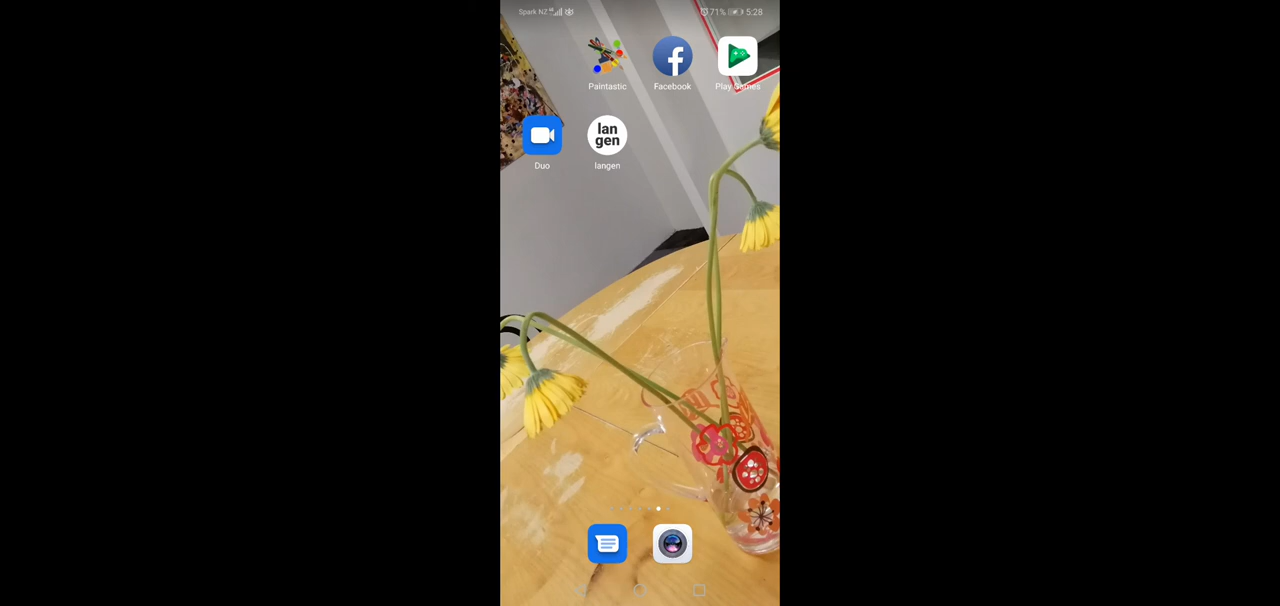 Spark NZ 71% 5:28
Paintastic Facebook Play Games
Duo
lan
gen
langen